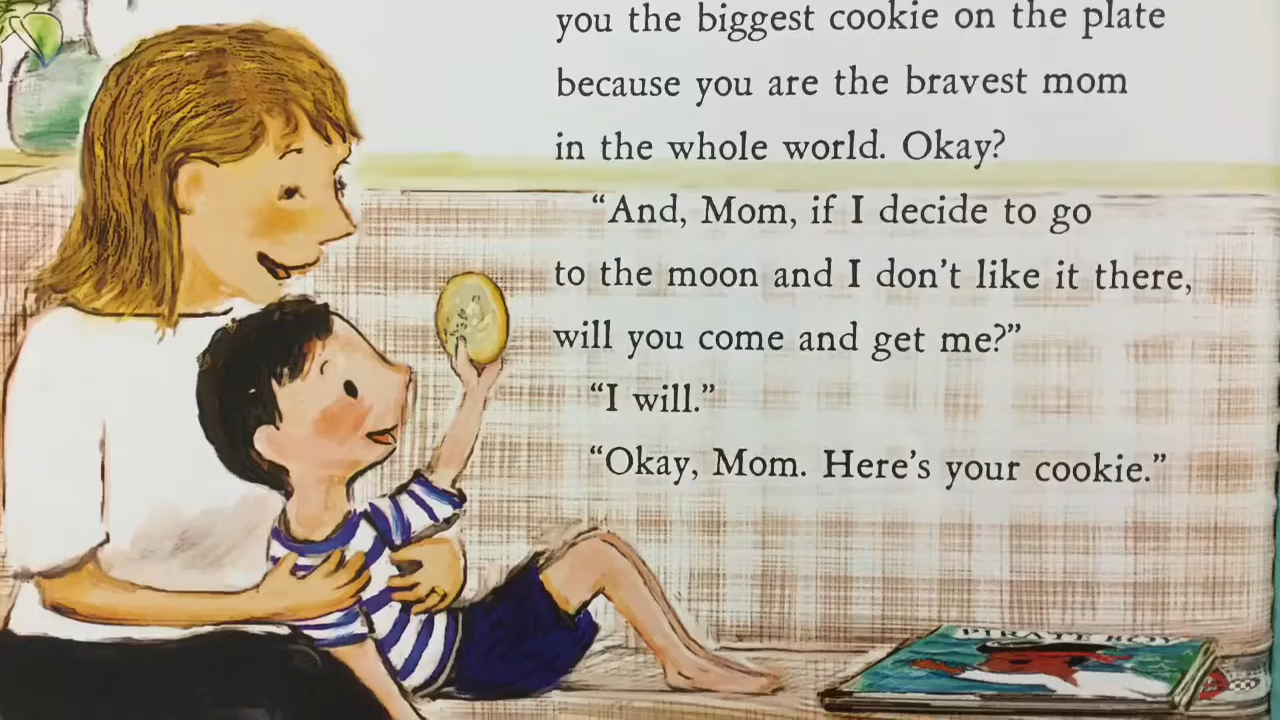 you the biggest cookie on the plate
because you are the bravest mom
in the whole world. Okay?
“And, Mom, if I decide to go
to the moon and I don’t like it there,
will you come and get me?”
“I will.”
“Okay, Mom. Here’s your cookie.”
PIRATE BOY